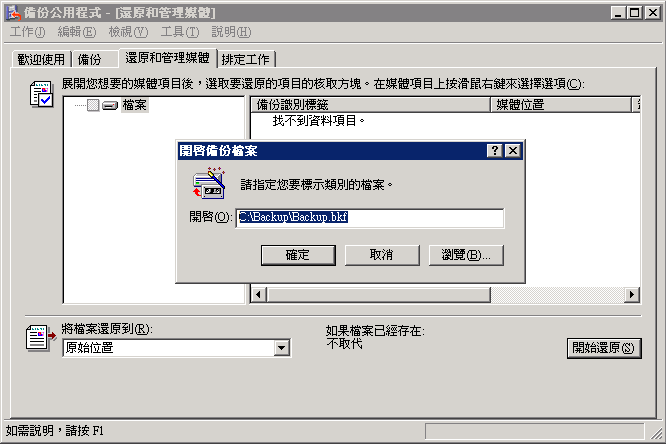 備份公用程式 - [還原和管理媒體]
工作(J) 編輯(E) 檢視(V) 工具(T) 說明(H)
歡迎使用 備份 還原和管理媒體 排定工作
展開您想要的媒體項目後，選取要還原的項目的核取方塊。在媒體項目上按滑鼠右鍵來選擇選項(C):
檔案
備份識別標籤 媒體位置
找不到資料項目。
開啓備份檔案
請指定您要標示類別的檔案。
開啓(O): C:\Backup\Backup.bkf
確定 取消 瀏覽(B)...
將檔案還原到(R):
原始位置
如果檔案已經存在:
不取代
開始還原(S)
如需說明，請按 F1